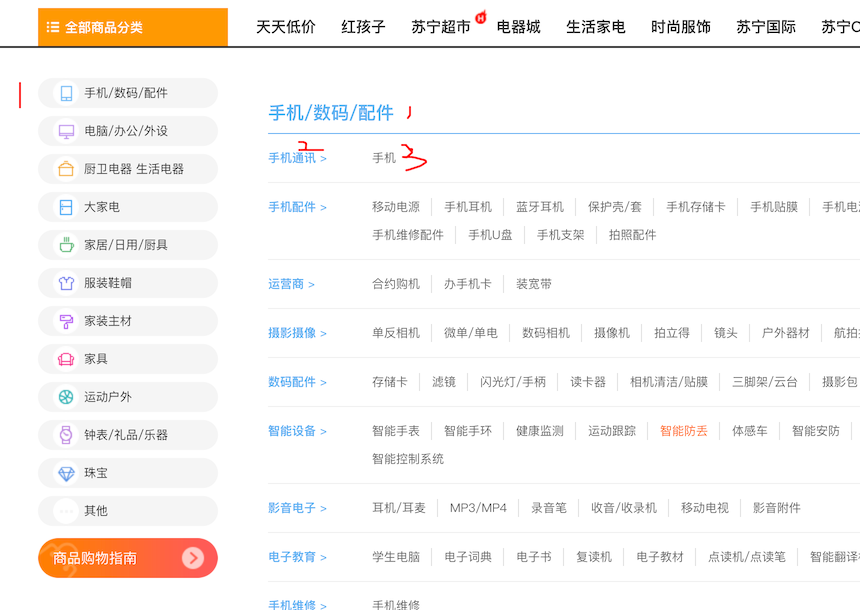 全部商品分类 天天低价 红孩子 苏宁超市 H 电器城 生活家电 时尚服饰 苏宁国际 苏宁
手机/数码/配件
电脑/办公/外设
厨卫电器 生活电器
大家电
家居/日用/厨具
服装鞋帽
家装主材
家具
运动户外
钟表/礼品/乐器
珠宝
其他
商品购物指南
手机/数码/配件 1
手机通讯 > 2 手机 3
手机配件 > 移动电源 手机耳机 蓝牙耳机 保护壳/套 手机存储卡 手机贴膜 手机电
手机维修配件 手机U盘 手机支架 拍照配件
运营商 > 合约购机 办手机卡 装宽带
摄影摄像 > 单反相机 微单/单电 数码相机 摄像机 拍立得 镜头 户外器材 航拍
数码配件 > 存储卡 滤镜 闪光灯/手柄 读卡器 相机清洁/贴膜 三脚架/云台 摄影包
智能设备 > 智能手表 智能手环 健康监测 运动跟踪 智能防丢 体感车 智能安防
智能控制系统
影音电子 > 耳机/耳麦 MP3/MP4 录音笔 收音/收录机 移动电视 影音附件
电子教育 > 学生电脑 电子词典 电子书 复读机 电子教材 点读机/点读笔 智能翻译
手机维修 > 手机维修